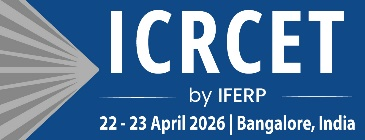 ICRCET
by IFERP
22 - 23 April 2026 | Bangalore, India